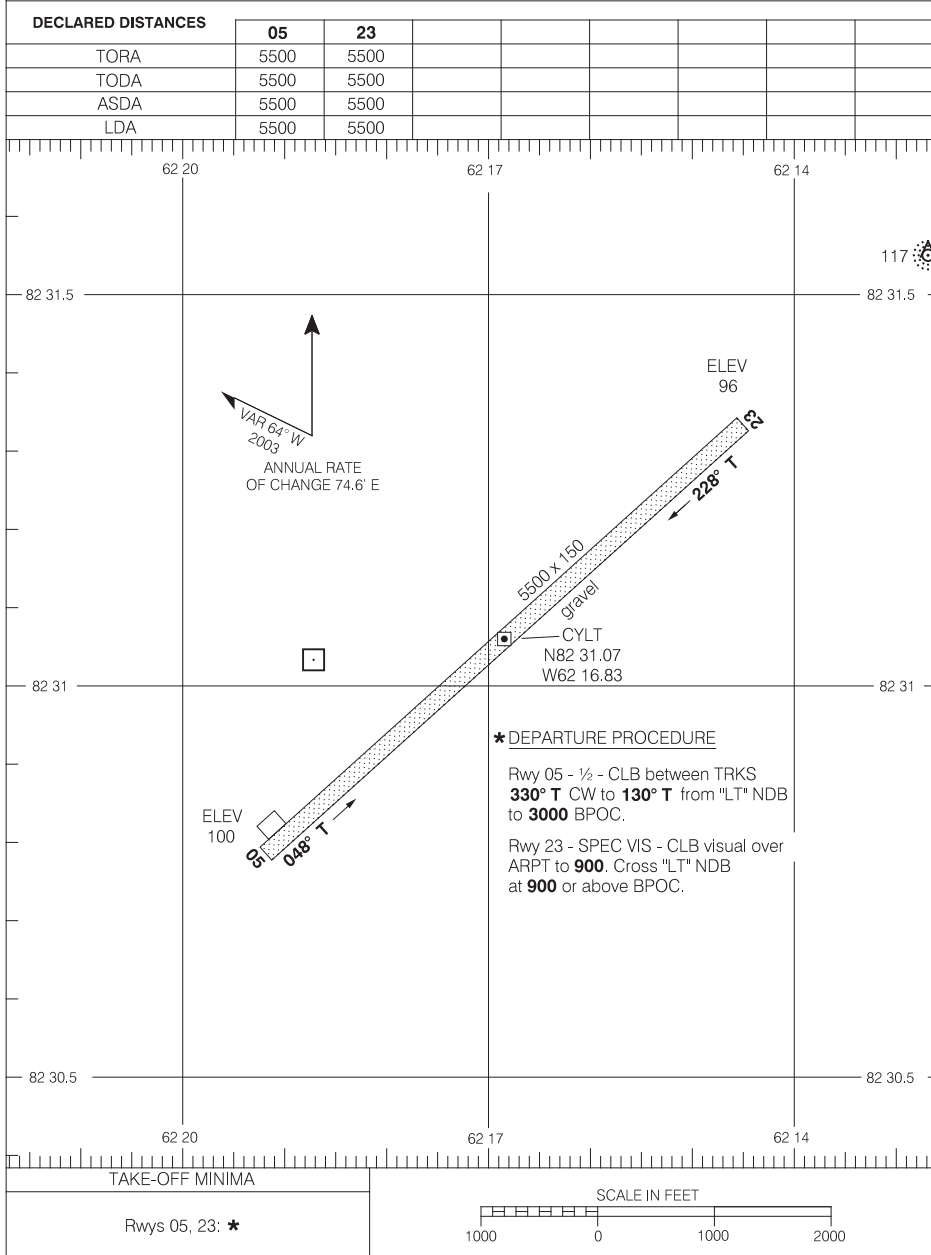 DECLARED DISTANCES
05 23
TORA 5500 5500
TODA 5500 5500
ASDA 5500 5500
LDA 5500 5500
62 20 62 17 62 14
117
82 31.5 82 31.5
ELEV
96
23
VAR 64° W
2003
ANNUAL RATE
OF CHANGE 74.6' E
228° T
5500 x 150
gravel
CYLT
N82 31.07
W62 16.83
82 31 82 31
* DEPARTURE PROCEDURE
Rwy 05 - ½ - CLB between TRKS
330° T CW to 130° T from "LT" NDB
to 3000 BPOC.
Rwy 23 - SPEC VIS - CLB visual over
ARPT to 900. Cross "LT" NDB
at 900 or above BPOC.
ELEV
100
05
048° T
82 30.5 82 30.5
62 20 62 17 62 14
TAKE-OFF MINIMA
Rwys 05, 23: *
SCALE IN FEET
1000 0 1000 2000